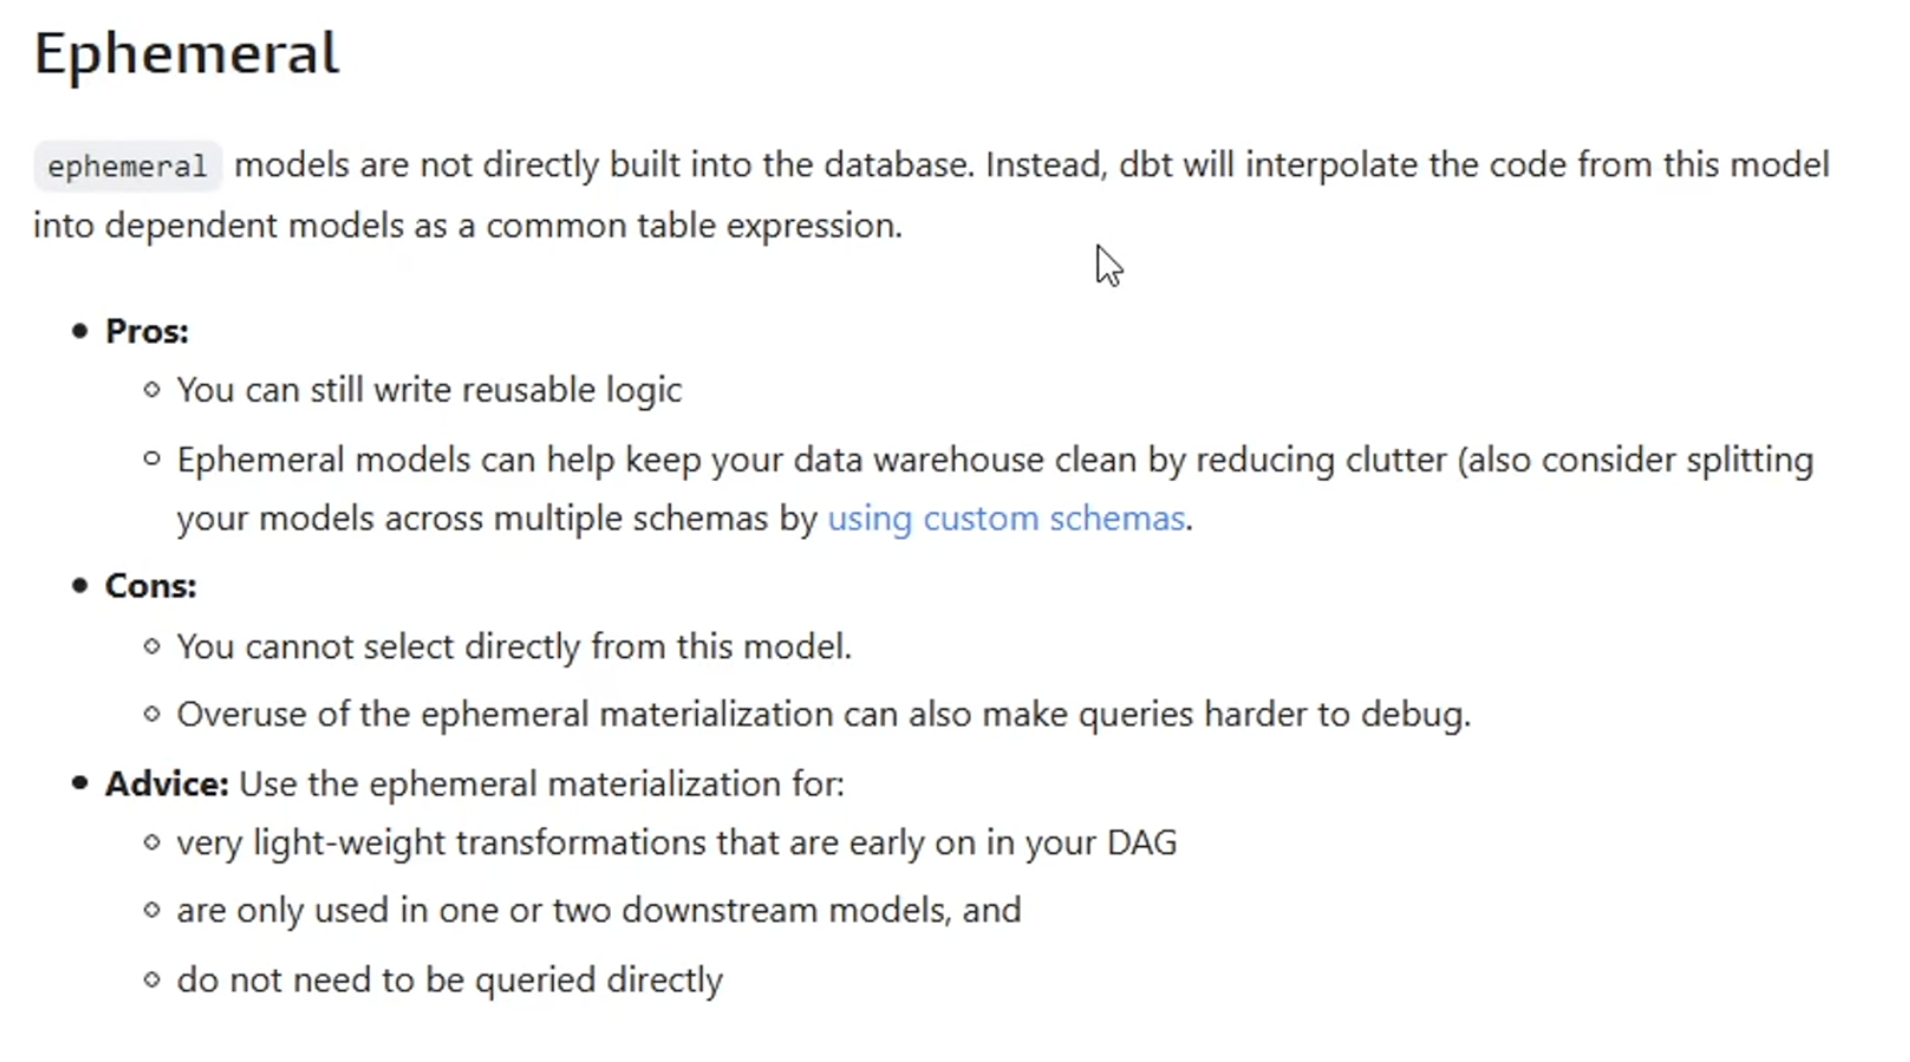 Ephemeral
ephemeral models are not directly built into the database. Instead, dbt will interpolate the code from this model
into dependent models as a common table expression.
Pros:
You can still write reusable logic
Ephemeral models can help keep your data warehouse clean by reducing clutter (also consider splitting
your models across multiple schemas by using custom schemas.
Cons:
You cannot select directly from this model.
Overuse of the ephemeral materialization can also make queries harder to debug.
Advice: Use the ephemeral materialization for:
very light-weight transformations that are early on in your DAG
are only used in one or two downstream models, and
do not need to be queried directly